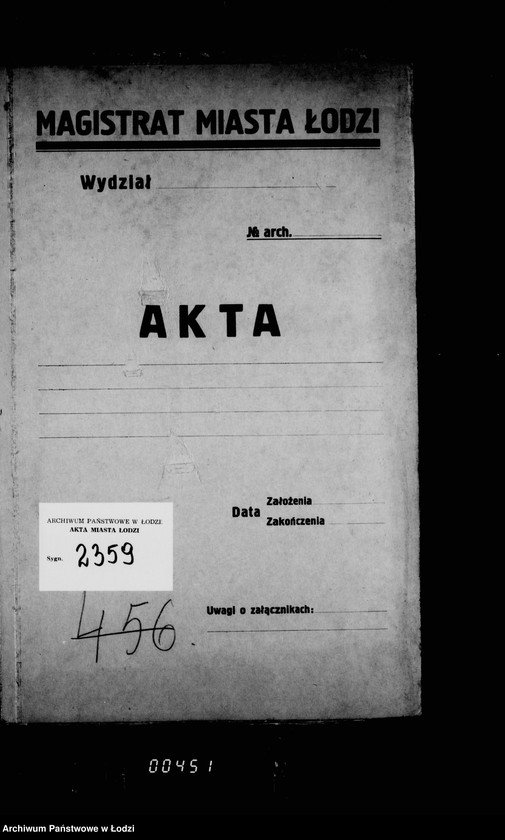 MAGISTRAT MIASTA ŁODZI
Wydział
№ arch.
AKTA
Data Założenia
Zakończenia
ARCHIWUM PAŃSTWOWE W ŁODZI
AKTA MIASTA ŁODZI
Sygn. 2359
456
Uwagi o załącznikach:
00451
Archiwum Państwowe w Łodzi